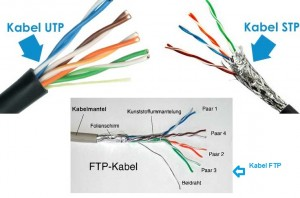 Kabel UTP
Kabel STP
Kabelmantel
Kunststoffummantelung
Paar 1
Folienschirm
Paar 4
Paar 2
FTP-Kabel
Kabel FTP
Paar 3
Beidraht